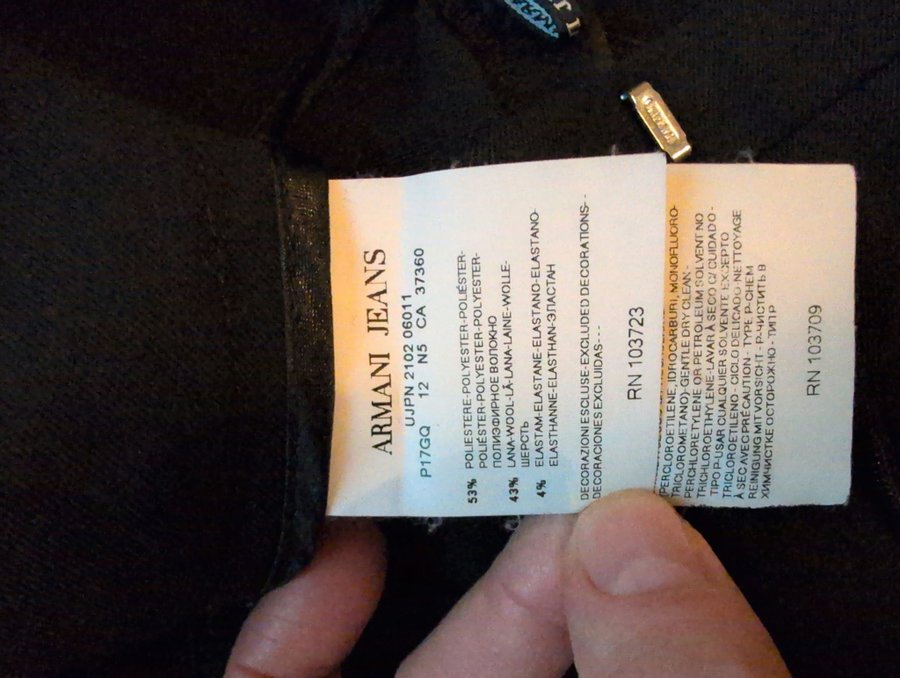 ARMANI JEANS
UJPN 2102 06011
P17GQ 12 N5 CA 37360
53% POLIESTERE-POLYESTER-POLIÉSTER-
POLIÉSTER-POLYESTER-POLYESTER-
ПОЛИЭФИРНОЕ ВОЛОКНО
43% LANA-WOOL-LÃ-LANA-LAINE-WOLLE-
ШЕРСТЬ
4% ELASTAM-ELASTANE-ELASTANO-ELASTANO-
ELASTHANNE-ELASTHAN-ЭЛАСТАН
DECORAZIONI ESCLUSE-EXCLUDED DECORATIONS--
DECORACIONES EXCLUIDAS---
RN 103723
PERCLOROETILENE, IDROCARBURI, MONOFLUORO-
TRICLOROMETANO)-GENTLE DRY CLEAN -
PERCHLORETYLENE OR PETROLEUM SOLVENT NO
TRICHLOROETHYLENE-LAVAR À SECO C/ CUIDADO -
TIPO P-USAR CUALQUIER SOLVENTE EXCEPTO
TRICLOROETILENO - CICLO DELICADO-NETTOYAGE
À SEC AVEC PRÉCAUTION - TYPE P-CHEM
REINIGUNG MIT VORSICHT - P-ЧИСТИТЬ В
ХИМЧИСТКЕ ОСТОРОЖНО - ТИП P
RN 103709